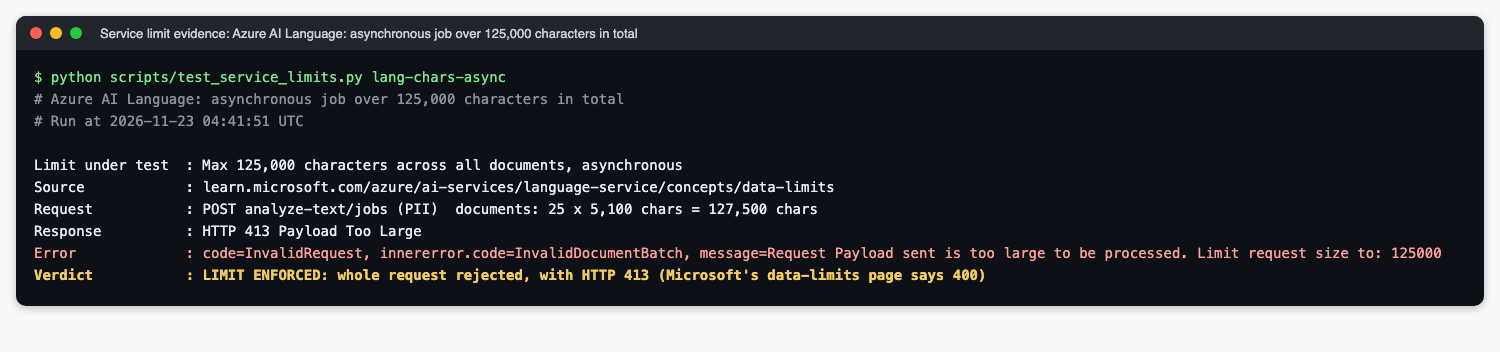 Service limit evidence: Azure AI Language: asynchronous job over 125,000 characters in total
$ python scripts/test_service_limits.py lang-chars-async
# Azure AI Language: asynchronous job over 125,000 characters in total
# Run at 2026-11-23 04:41:51 UTC
Limit under test  : Max 125,000 characters across all documents, asynchronous
Source            : learn.microsoft.com/azure/ai-services/language-service/concepts/data-limits
Request           : POST analyze-text/jobs (PII)  documents: 25 x 5,100 chars = 127,500 chars
Response          : HTTP 413 Payload Too Large
Error             : code=InvalidRequest, innererror.code=InvalidDocumentBatch, message=Request Payload sent is too large to be processed. Limit request size to: 125000
Verdict           : LIMIT ENFORCED: whole request rejected, with HTTP 413 (Microsoft's data-limits page says 400)